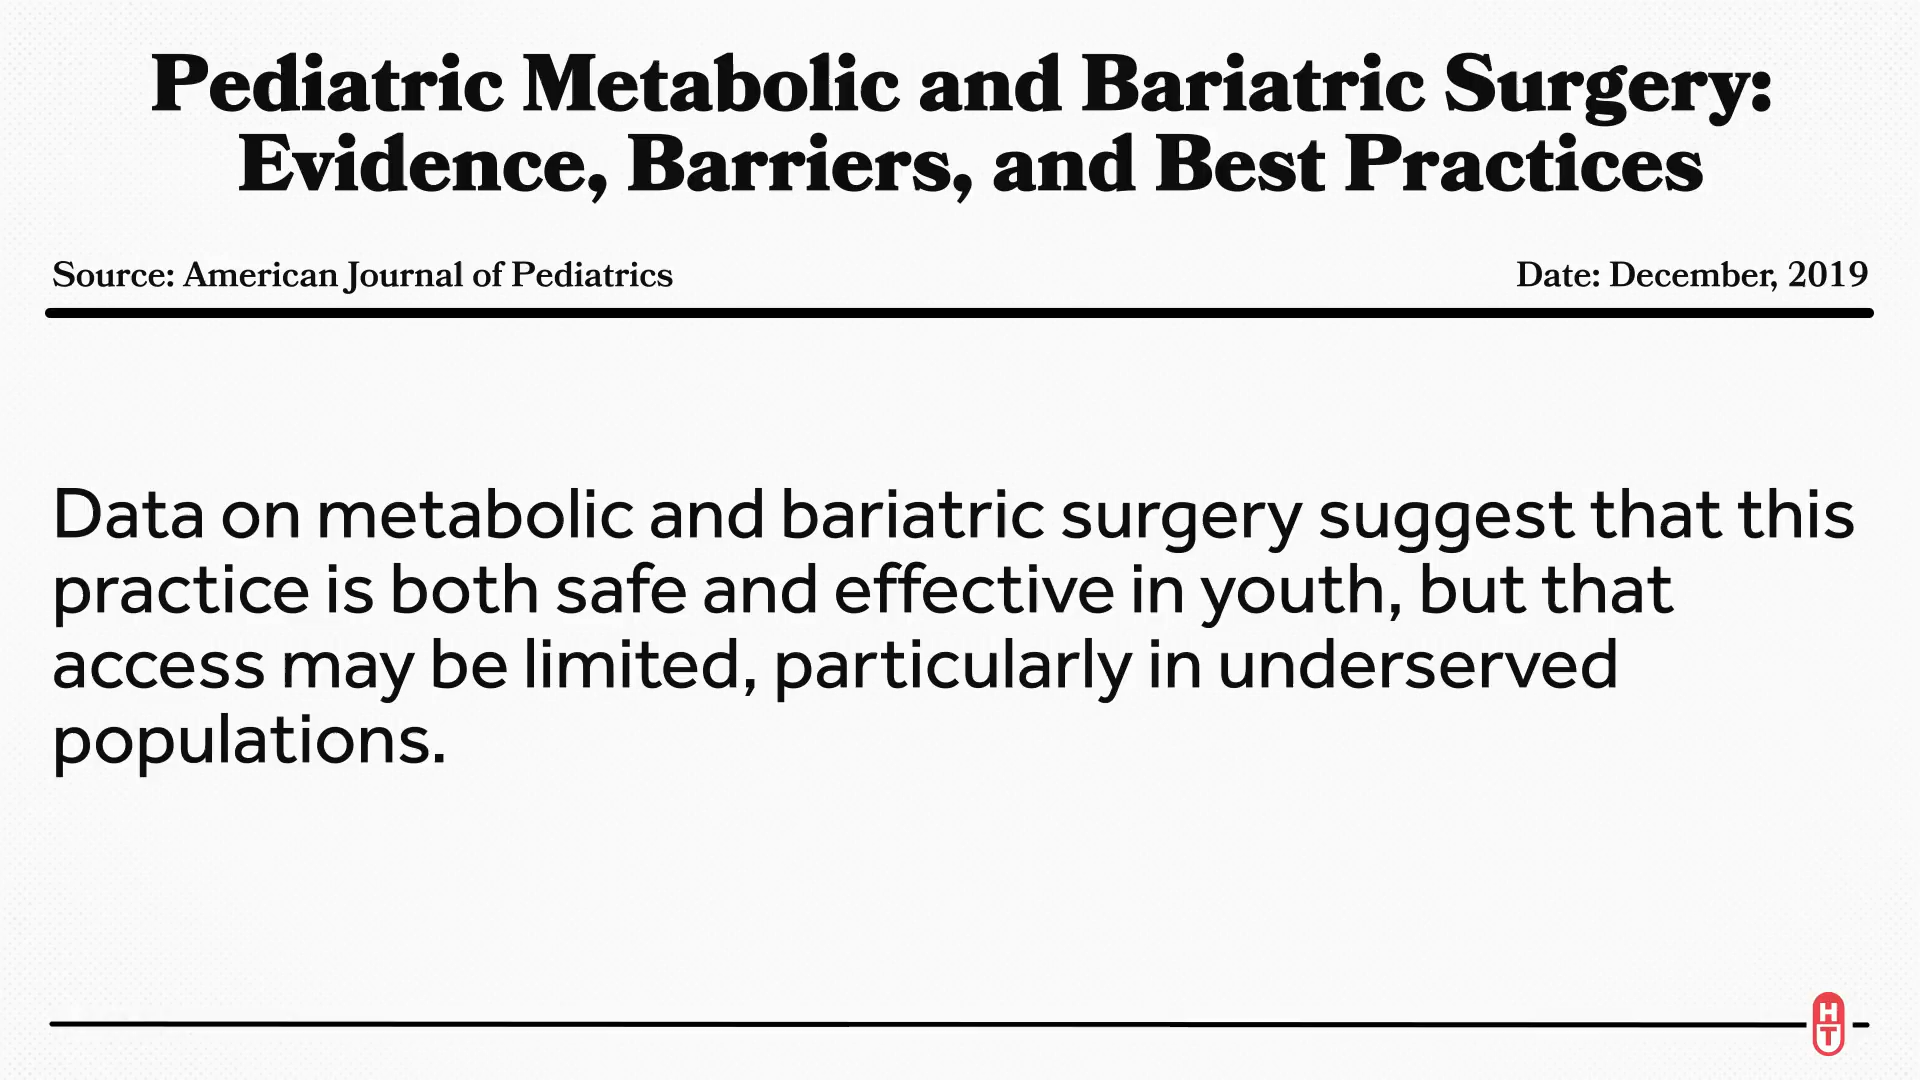 Pediatric Metabolic and Bariatric Surgery:
Evidence, Barriers, and Best Practices
Source: American Journal of Pediatrics
Date: December, 2019
Data on metabolic and bariatric surgery suggest that this
practice is both safe and effective in youth, but that
access may be limited, particularly in underserved
populations.
H
T